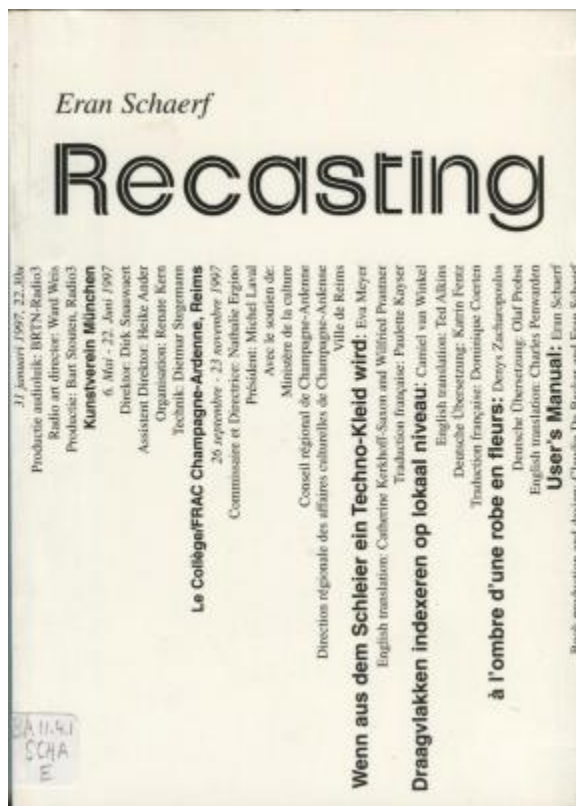 Eran Schaerf
Recasting
31 januari 1997, 22.30u
Productie audioluik: BRTN-Radio3
Radio art director: Ward Weis
Productie: Bart Stouten, Radio3
Kunstverein München
6. Mai - 22. Juni 1997
Direktor: Dirk Snauwaert
Assistent Direktor: Heike Ander
Organisation: Renate Kern
Technik: Dietmar Stegemann
Le Collège/FRAC Champagne-Ardenne, Reims
26 septembre - 23 novembre 1997
Commissaire et Directrice: Nathalie Ergino
Président: Michel Laval
Avec le soutien de:
Ministère de la culture
Conseil régional de Champagne-Ardenne
Direction régionale des affaires culturelles de Champagne-Ardenne
Ville de Reims
Wenn aus dem Schleier ein Techno-Kleid wird: Eva Meyer
English translation: Catherine Kerkhoff-Saxon and Wilfried Prantner
Traduction française: Paulette Kayser
Draagvlakken indexeren op lokaal niveau: Camiel van Winkel
English translation: Ted Alkins
Deutsche Übersetzung: Katrin Fentz
Traduction française: Dominique Coerten
à l'ombre d'une robe en fleurs: Denys Zacharopoulos
Deutsche Übersetzung: Olaf Probst
English translation: Charles Penwarden
User's Manual: Eran Schaerf
BA 11.4.1
SCHA
E